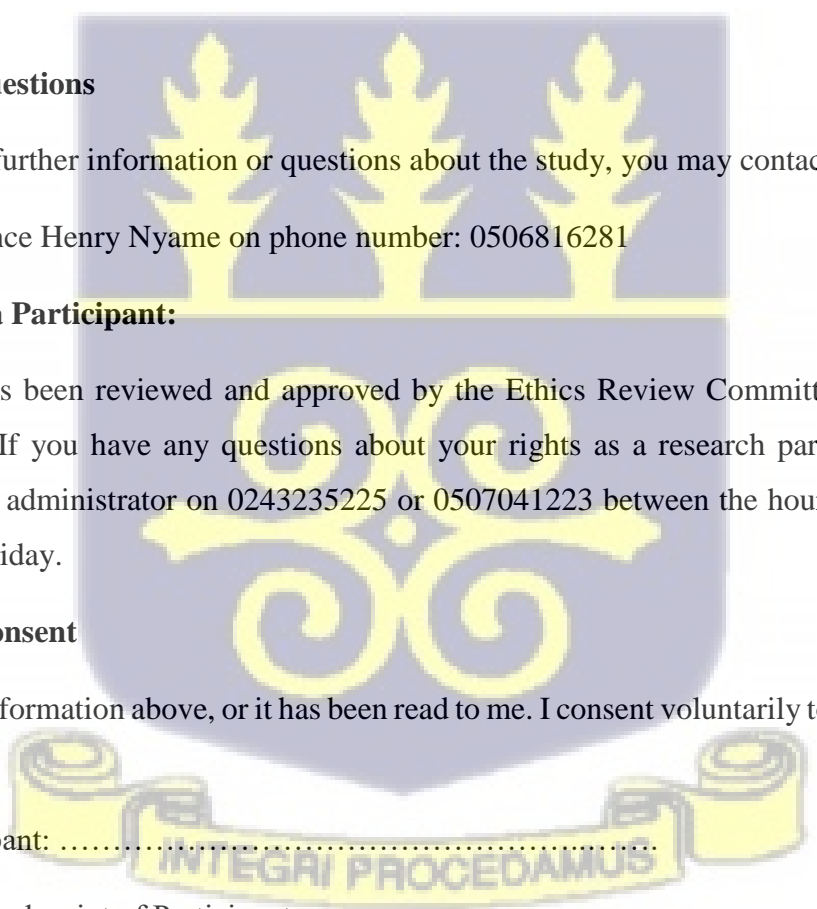 uestions
further information or questions about the study, you may contac
nce Henry Nyame on phone number: 0506816281
a Participant:
s been reviewed and approved by the Ethics Review Committ
If you have any questions about your rights as a research par
administrator on 0243235225 or 0507041223 between the hour
iday.
onsent
formation above, or it has been read to me. I consent voluntarily t
pant: ……………………………………………..……
INTEGRI PROCEDAMUS